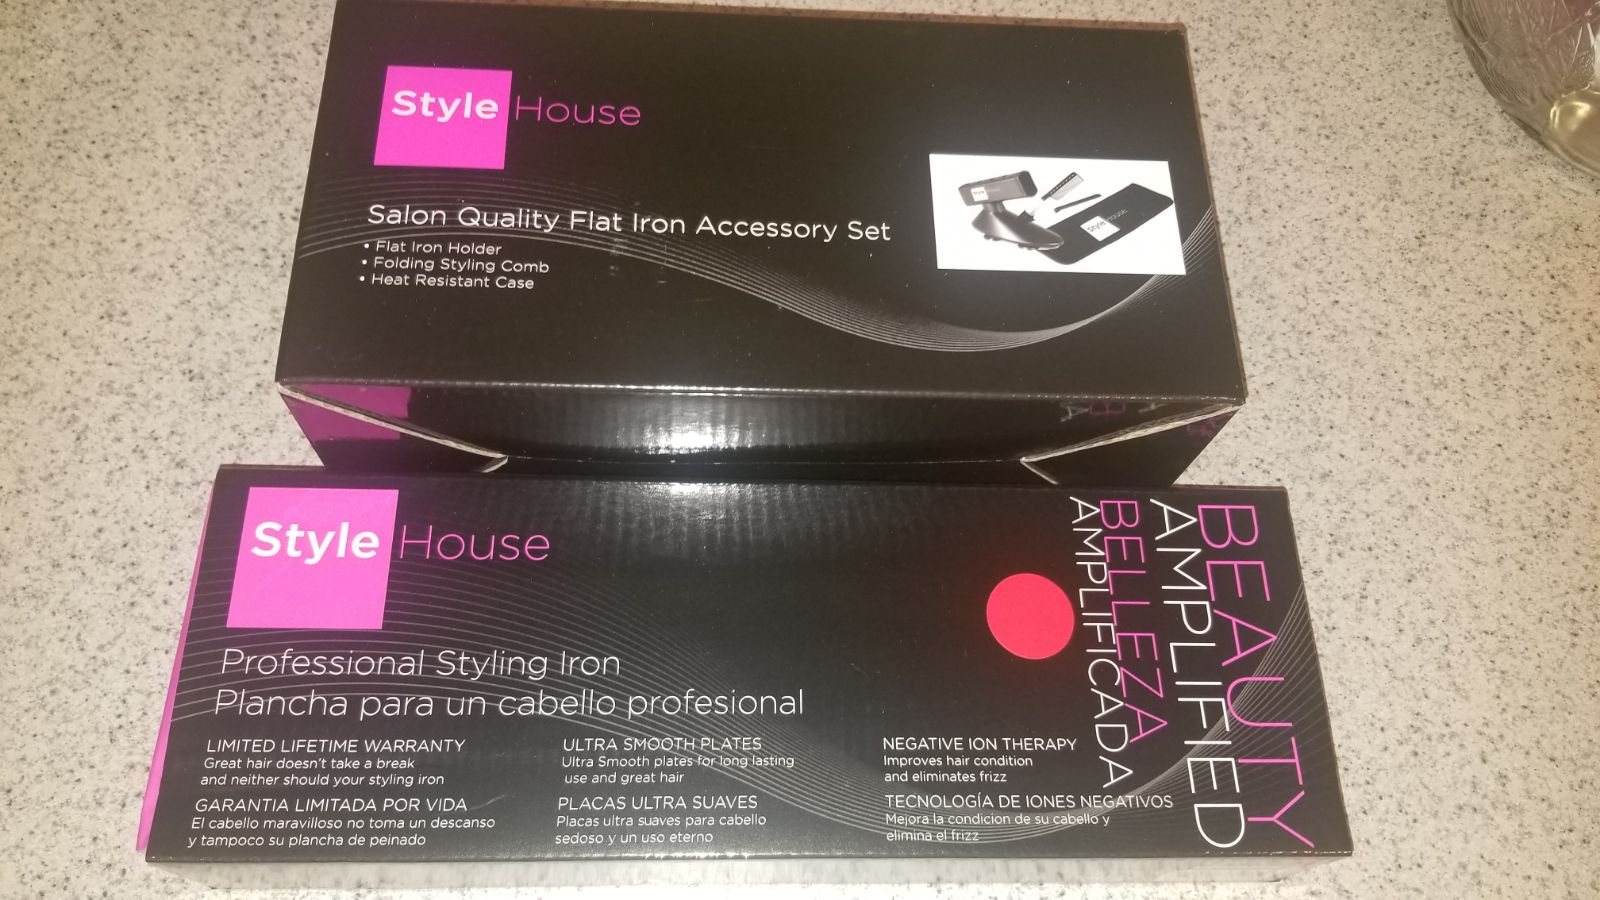 Style House
Salon Quality Flat Iron Accessory Set
• Flat Iron Holder
• Folding Styling Comb
• Heat Resistant Case
Style
Style House
Style House
Professional Styling Iron
Plancha para un cabello profesional
LIMITED LIFETIME WARRANTY
Great hair doesn't take a break
and neither should your styling iron
GARANTIA LIMITADA POR VIDA
El cabello maravilloso no toma un descanso
y tampoco su plancha de peinado
ULTRA SMOOTH PLATES
Ultra Smooth plates for long lasting
use and great hair
PLACAS ULTRA SUAVES
Placas ultra suaves para cabello
sedoso y un uso eterno
NEGATIVE ION THERAPY
Improves hair condition
and eliminates frizz
TECNOLOGÍA DE IONES NEGATIVOS
Mejora la condicion de su cabello y
elimina el frizz
BEAUTY
AMPLIFIED
BELLEZA
AMPLIFICADA